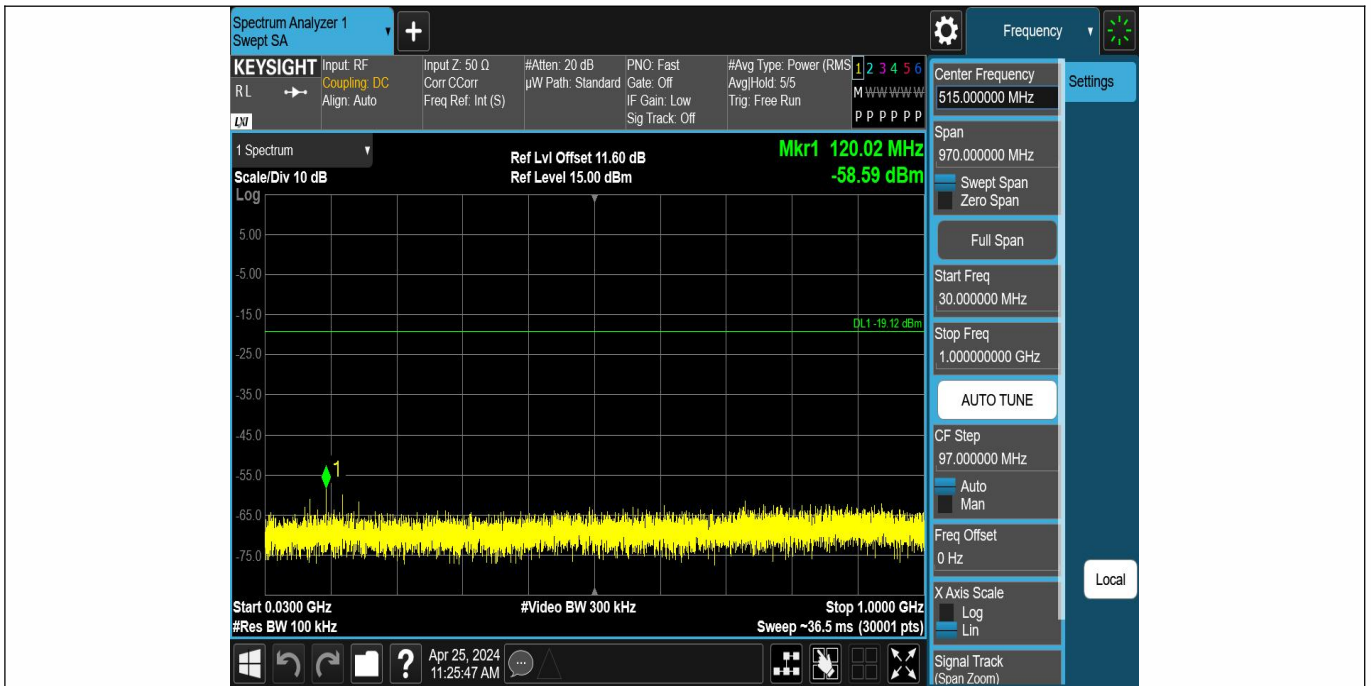 Spectrum Analyzer 1
Swept SA
+
Frequency
KEYSIGHT
RL
LXI
Input: RF
Coupling: DC
Align: Auto
Input Z: 50 Ω
Corr CCorr
Freq Ref: Int (S)
#Atten: 20 dB
µW Path: Standard
PNO: Fast
Gate: Off
IF Gain: Low
Sig Track: Off
#Avg Type: Power (RMS
Avg|Hold: 5/5
Trig: Free Run
1 2 3 4 5 6
M W W W W W
P P P P P P
1 Spectrum
Scale/Div 10 dB
Log
Ref Lvl Offset 11.60 dB
Ref Level 15.00 dBm
Mkr1 120.02 MHz
-58.59 dBm
5.00
-5.00
-15.0
DL1 -19.12 dBm
-25.0
-35.0
-45.0
1
-55.0
-65.0
-75.0
Start 0.0300 GHz
#Video BW 300 kHz
Stop 1.0000 GHz
#Res BW 100 kHz
Sweep ~36.5 ms (30001 pts)
?
Apr 25, 2024
11:25:47 AM
Center Frequency
515.000000 MHz
Settings
Span
970.000000 MHz
Swept Span
Zero Span
Full Span
Start Freq
30.000000 MHz
Stop Freq
1.000000000 GHz
AUTO TUNE
CF Step
97.000000 MHz
Auto
Man
Freq Offset
0 Hz
Local
X Axis Scale
Log
Lin
Signal Track
(Span Zoom)